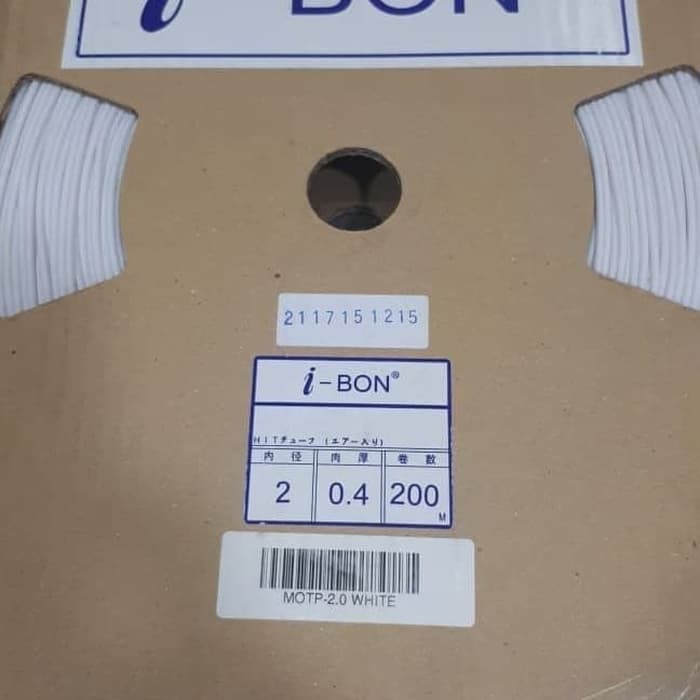 i-BON
2117151215
i-BON®
HITチューブ (エアー入り)
内径 肉厚 巻数
2 0.4 200M
MOTP-2.0 WHITE